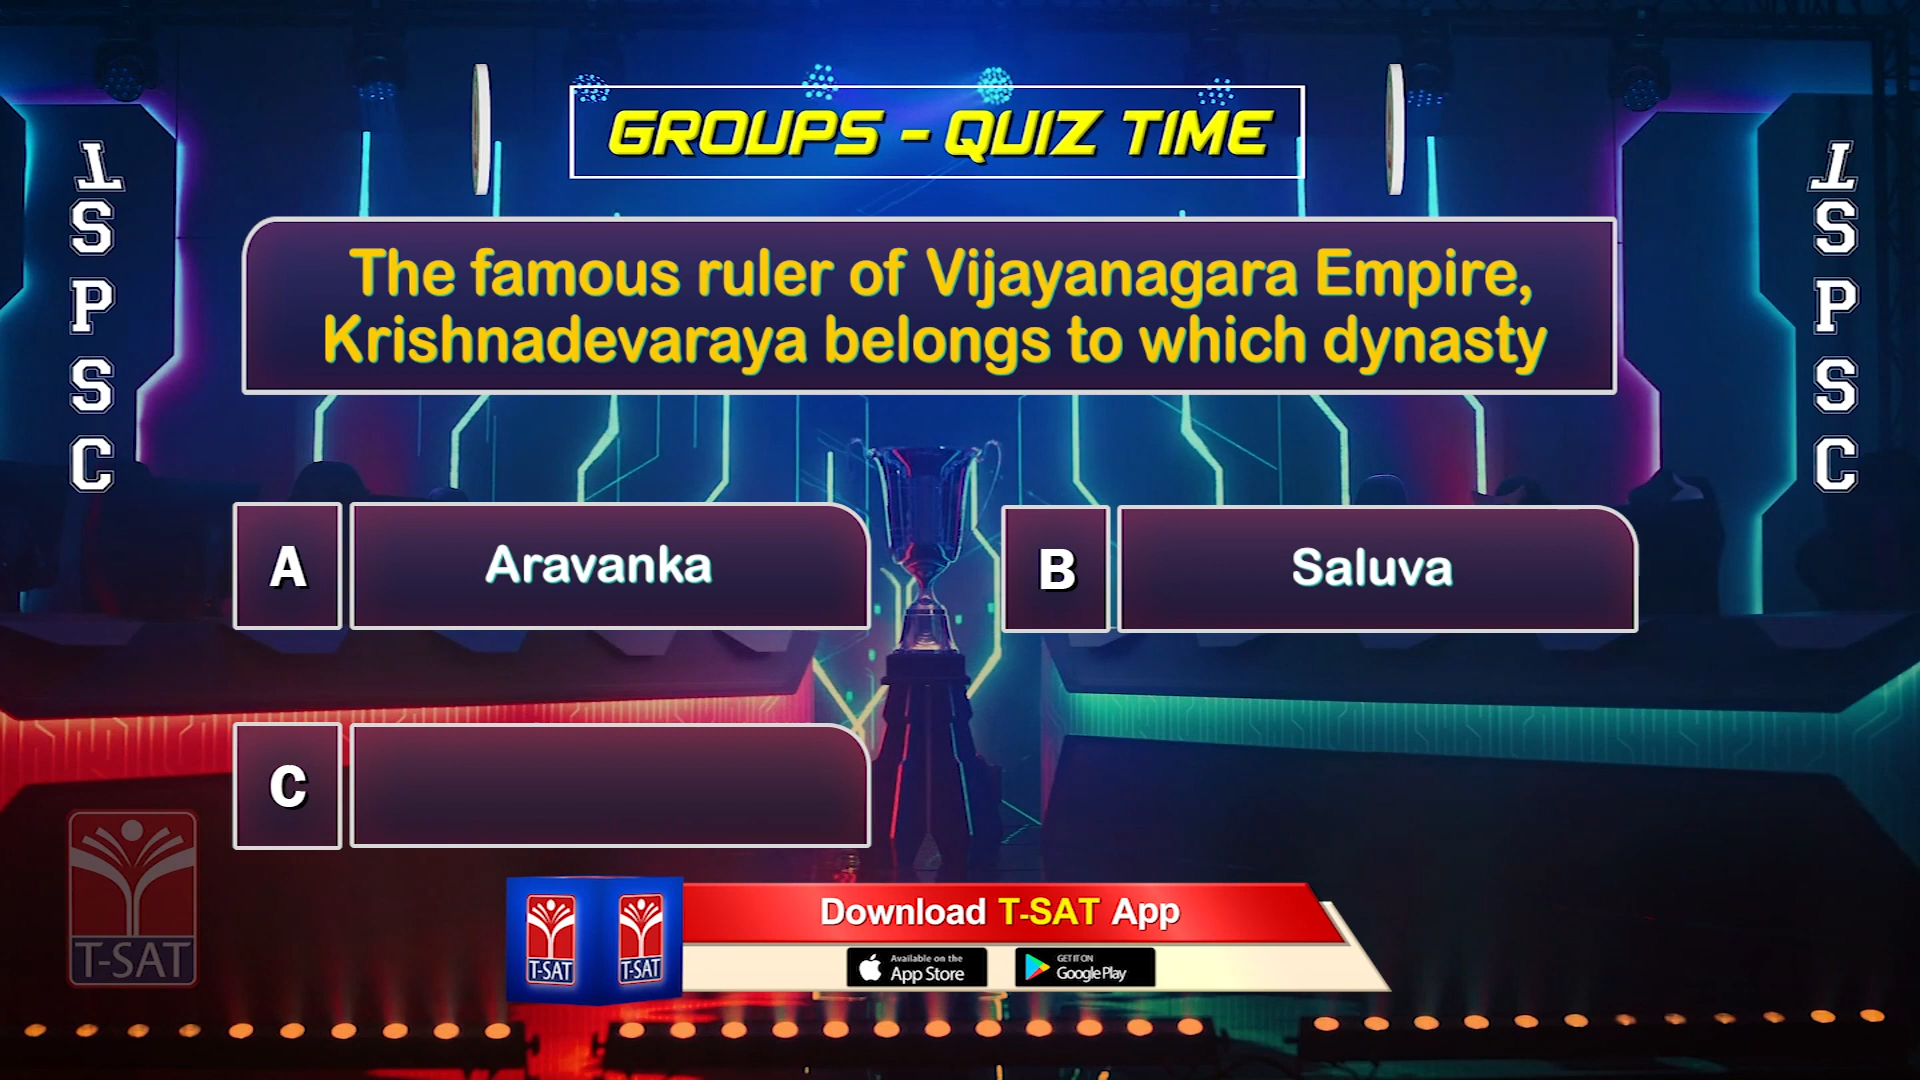 GROUPS - QUIZ TIME
TSPSC
TSPSC
The famous ruler of Vijayanagara Empire,
Krishnadevaraya belongs to which dynasty
A
Aravanka
B
Saluva
C
T-SAT
T-SAT
T-SAT
Download T-SAT App
Available on the
App Store
GET IT ON
Google Play